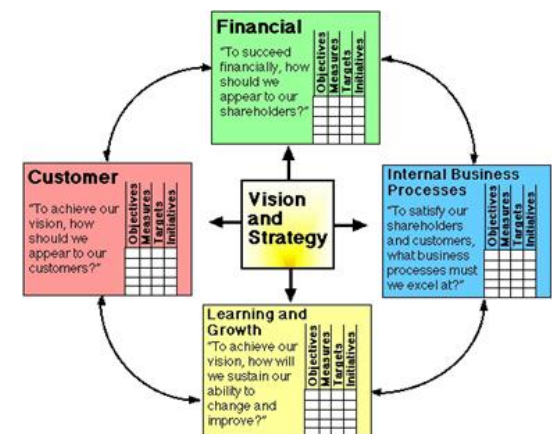 Financial
"To succeed
financially, how
should we
appear to our
shareholders?"
Objectives
Measures
Targets
Initiatives
Customer
"To achieve our
vision, how
should we
appear to our
customers?"
Objectives
Measures
Targets
Initiatives
Vision
and
Strategy
Internal Business
Processes
"To satisfy our
shareholders
and customers,
what business
processes must
we excel at?"
Objectives
Measures
Targets
Initiatives
Learning and
Growth
"To achieve our
vision, how will
we sustain our
ability to
change and
improve?"
Objectives
Measures
Targets
Initiatives